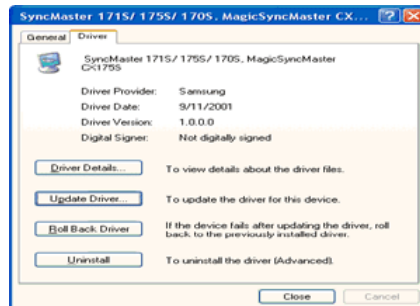 SyncMaster 171S/ 175S/ 170S, MagicSyncMaster CX...
General
Driver
SyncMaster 171S/ 175S/ 170S, MagicSyncMaster
CX175S
Driver Provider: Samsung
Driver Date: 9/11/2001
Driver Version: 1.0.0.0
Digital Signer: Not digitally signed
Driver Details... To view details about the driver files.
Update Driver... To update the driver for this device.
Roll Back Driver If the device fails after updating the driver, roll
back to the previously installed driver.
Uninstall To uninstall the driver (Advanced).
Close Cancel